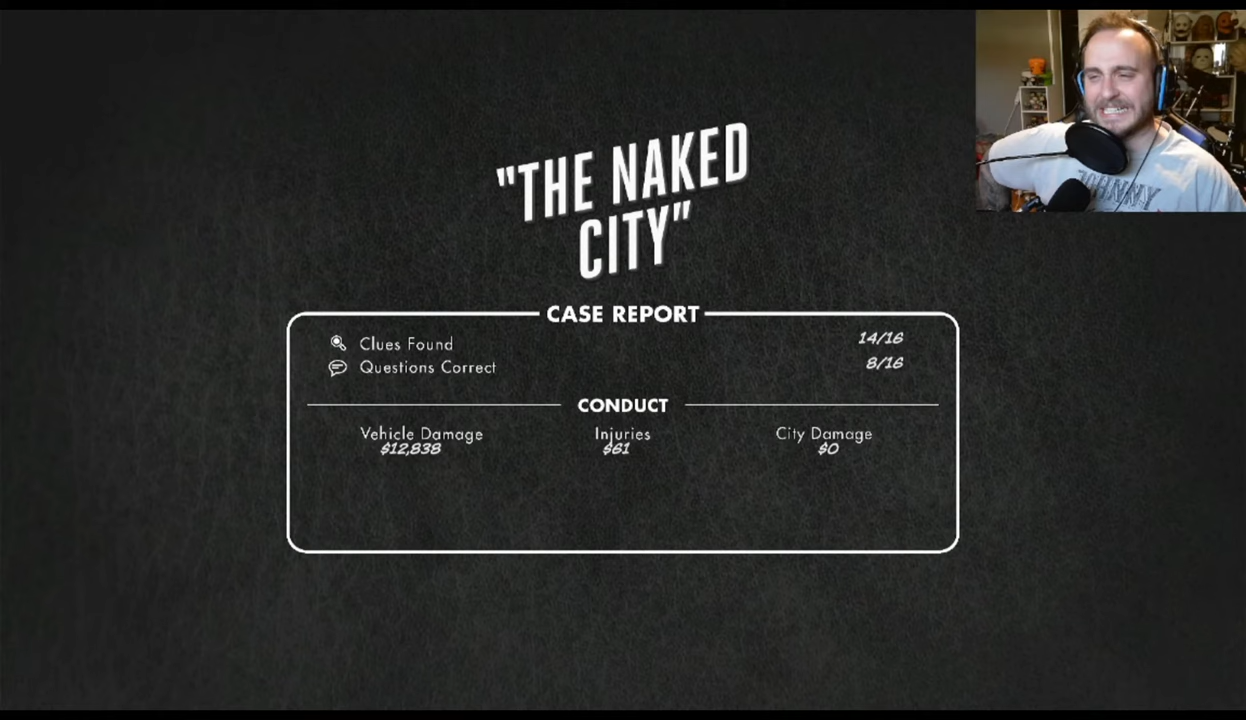 "THE NAKED
CITY"
CASE REPORT
Clues Found 14/16
Questions Correct 8/16
CONDUCT
Vehicle Damage Injuries City Damage
$12,838 $61 $0
JOHNNY